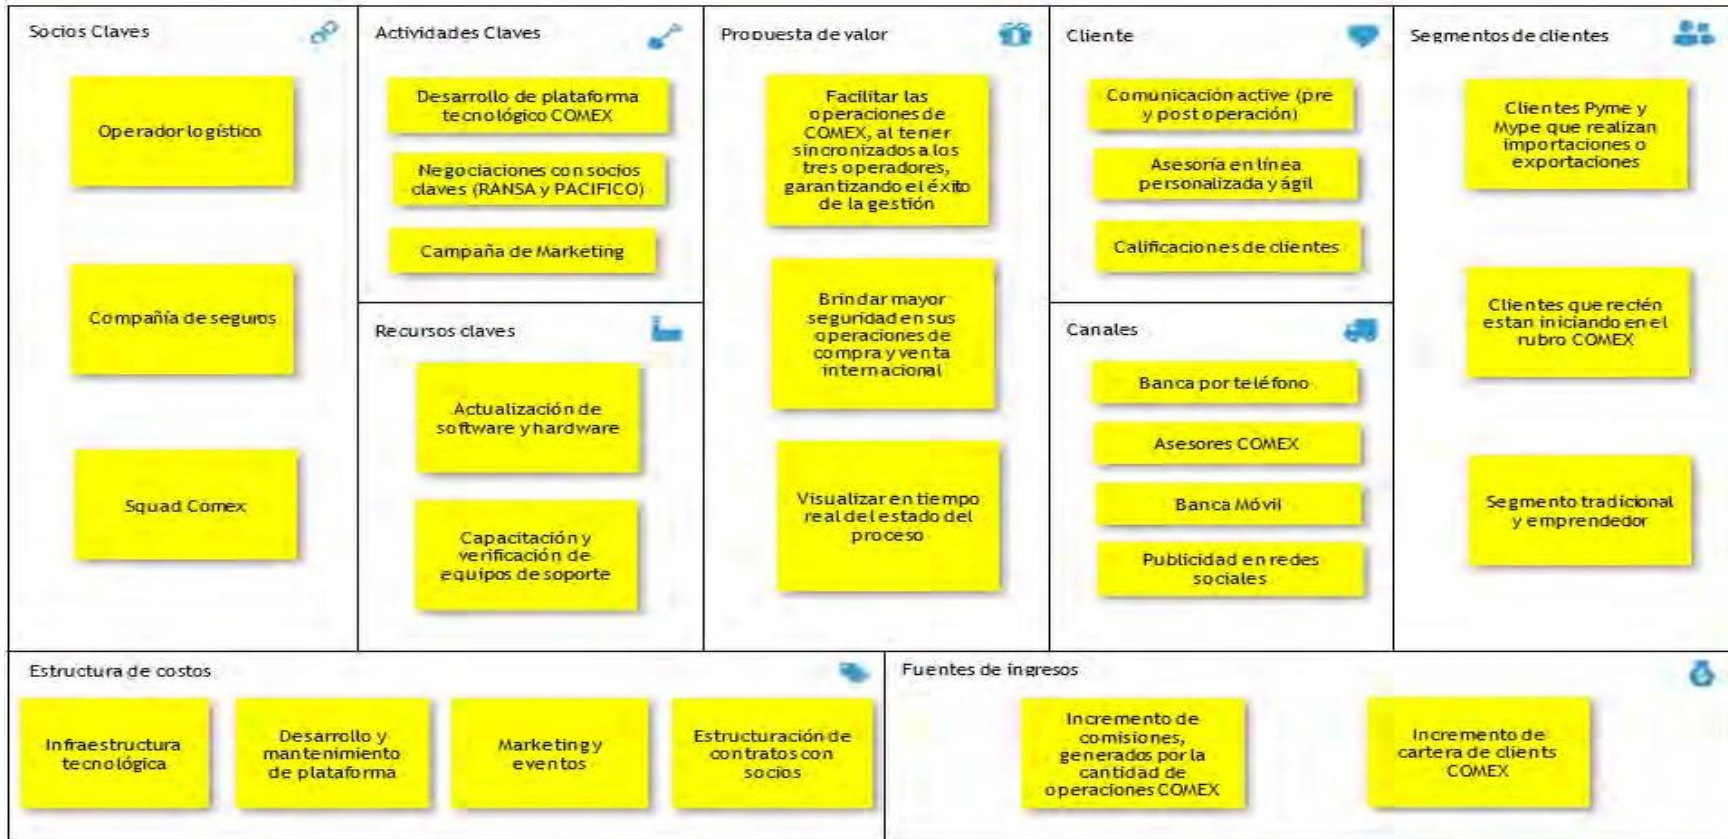 Socios Claves
Operador logístico
Compañía de seguros
Squad Comex
Actividades Claves
Desarrollo de plataforma
tecnológico COMEX
Negociaciones con socios
claves (RANSA y PACIFICO)
Campaña de Marketing
Recursos claves
Actualización de
software y hardware
Capacitación y
verificación de
equipos de soporte
Propuesta de valor
Facilitar las
operaciones de
COMEX, al tener
sincronizados a los
tres operadores,
garantizando el éxito
de la gestión
Brindar mayor
seguridad en sus
operaciones de
compra y venta
internacional
Visualizar en tiempo
real del estado del
proceso
Cliente
Comunicación active (pre
y post operación)
Asesoría en línea
personalizada y ágil
Calificaciones de clientes
Canales
Banca por teléfono
Asesores COMEX
Banca Móvil
Publicidad en redes
sociales
Segmentos de clientes
Clientes Pyme y
Mype que realizan
importaciones o
exportaciones
Clientes que recién
estan iniciando en el
rubro COMEX
Segmento tradicional
y emprendedor
Estructura de costos
Infraestructura
tecnológica
Desarrollo y
mantenimiento
de plataforma
Marketing y
eventos
Estructuración de
contratos con
socios
Fuentes de ingresos
Incremento de
comisiones,
generados por la
cantidad de
operaciones COMEX
Incremento de
cartera de clients
COMEX